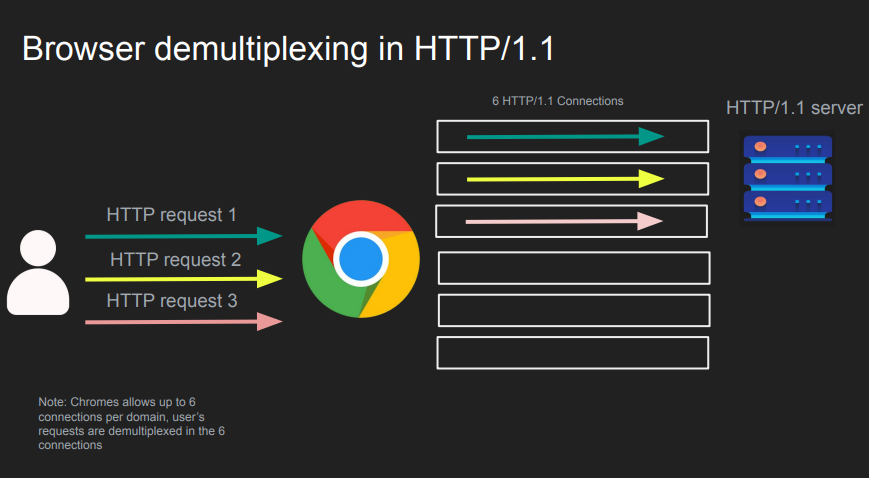 Browser demultiplexing in HTTP/1.1
6 HTTP/1.1 Connections
HTTP/1.1 server
HTTP request 1
HTTP request 2
HTTP request 3
Note: Chromes allows up to 6
connections per domain, user's
requests are demultiplexed in the 6
connections